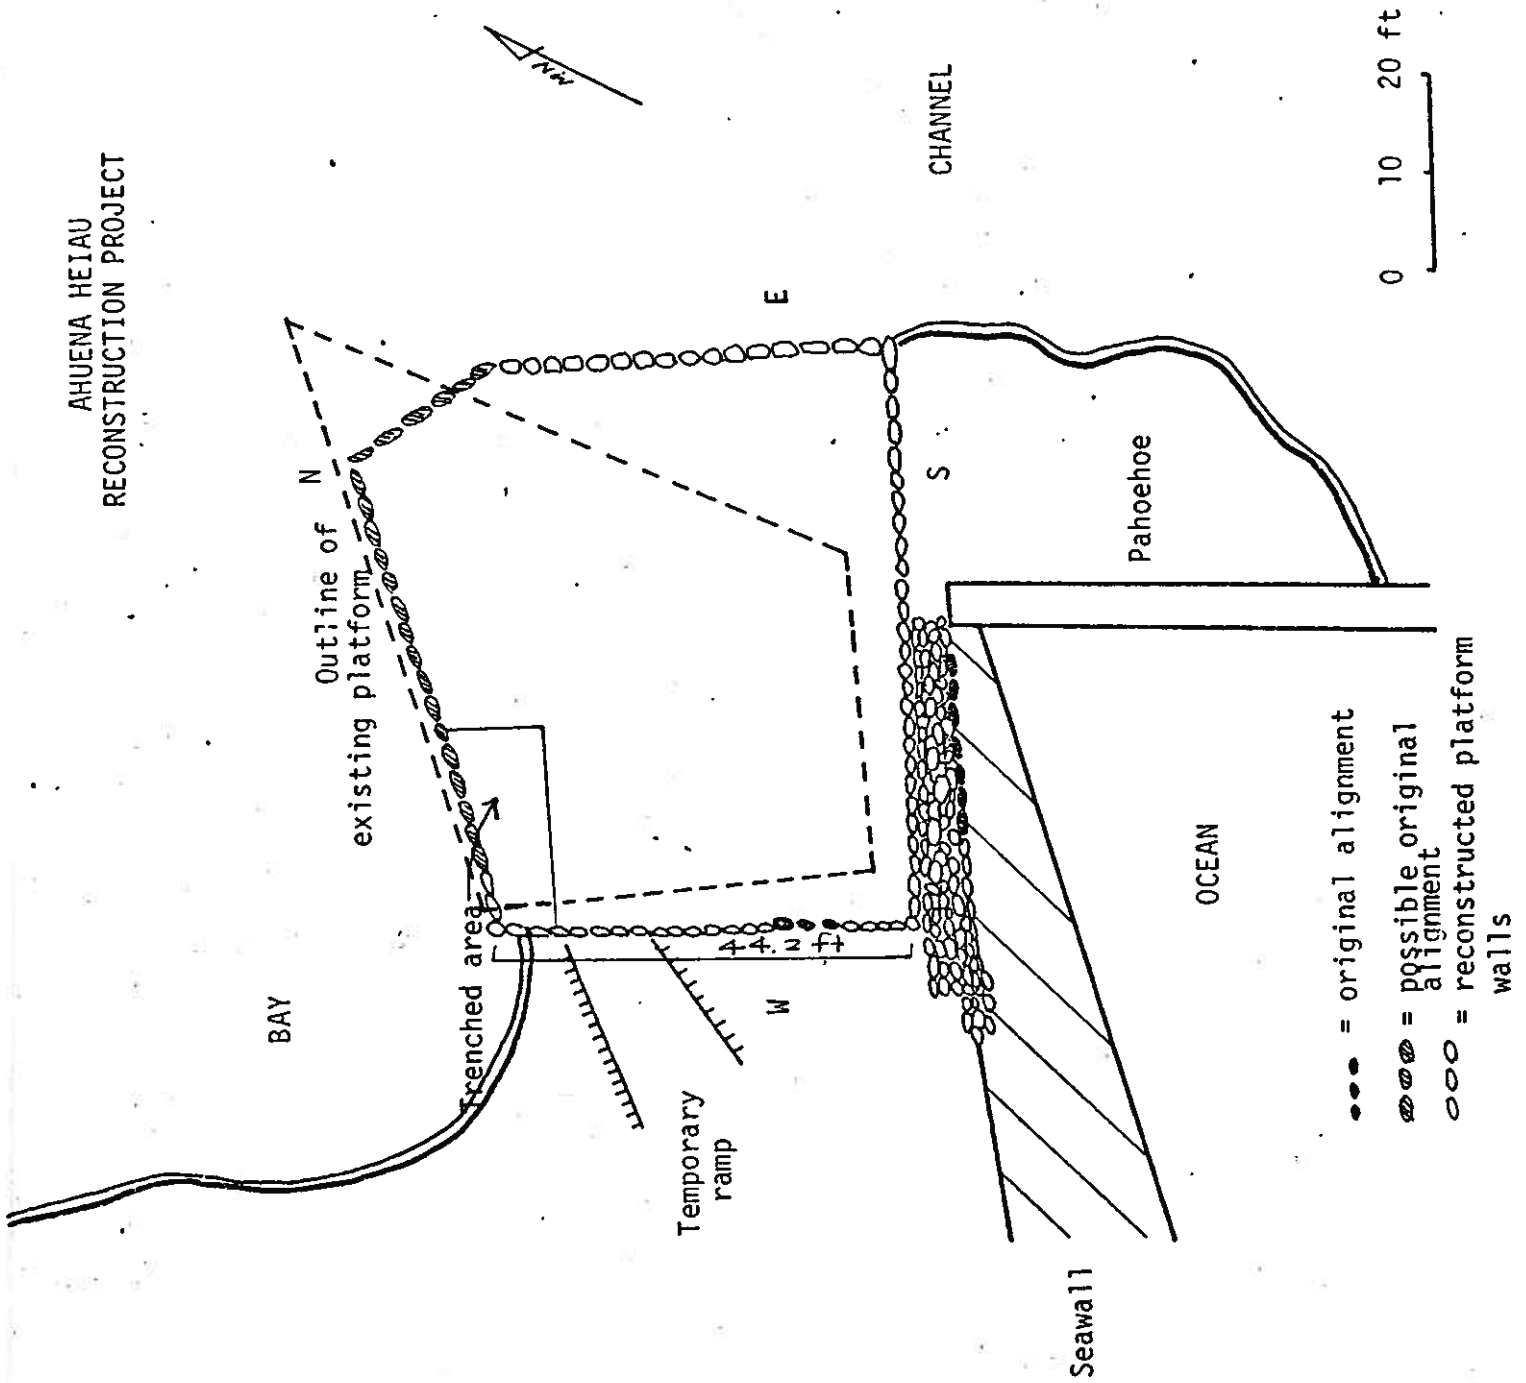 AHUENA HEIAU
RECONSTRUCTION PROJECT
NW
CHANNEL
BAY
N
Outline of
existing platform
E
Trenched area
44.2 ft
W
S
Temporary
ramp
Pahoehoe
OCEAN
Seawall
0 10 20 ft
= original alignment
= possible original
alignment
= reconstructed platform
walls